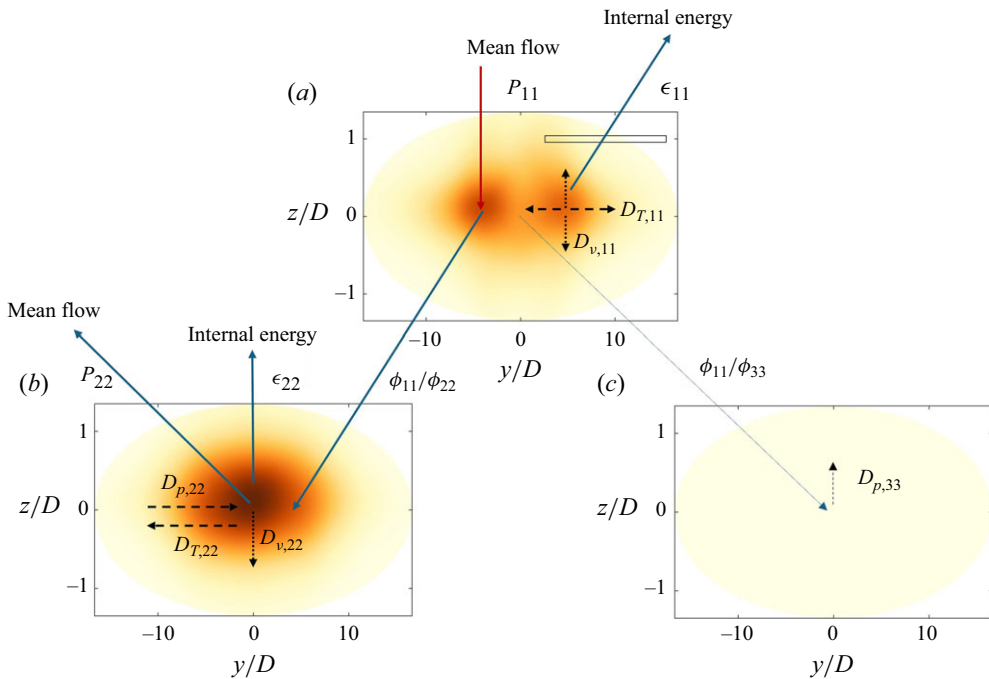 Internal energy
Mean flow
P11
ϵ11
(a)
1
z/D
0
−1
DT,11
Dν,11
−10
0
10
y/D
Mean flow
Internal energy
P22
ϵ22
ϕ11/ϕ22
ϕ11/ϕ33
(b)
1
z/D
0
−1
Dp,22
DT,22
Dν,22
−10
0
10
y/D
(c)
1
z/D
0
−1
Dp,33
−10
0
10
y/D